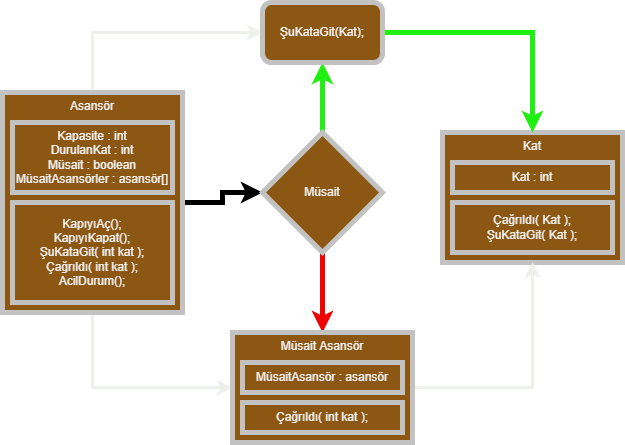 ŞuKataGit(Kat);
Asansör
Kapasite : int
DurulanKat : int
Müsait : boolean
MüsaitAsansörler : asansör[]
KapıyıAç();
KapıyıKapat();
ŞuKataGit( int kat );
Çağrıldı( int kat );
AcilDurum();
Müsait
Kat
Kat : int
Çağrıldı( Kat );
ŞuKataGit( Kat );
Müsait Asansör
MüsaitAsansör : asansör
Çağrıldı( int kat );